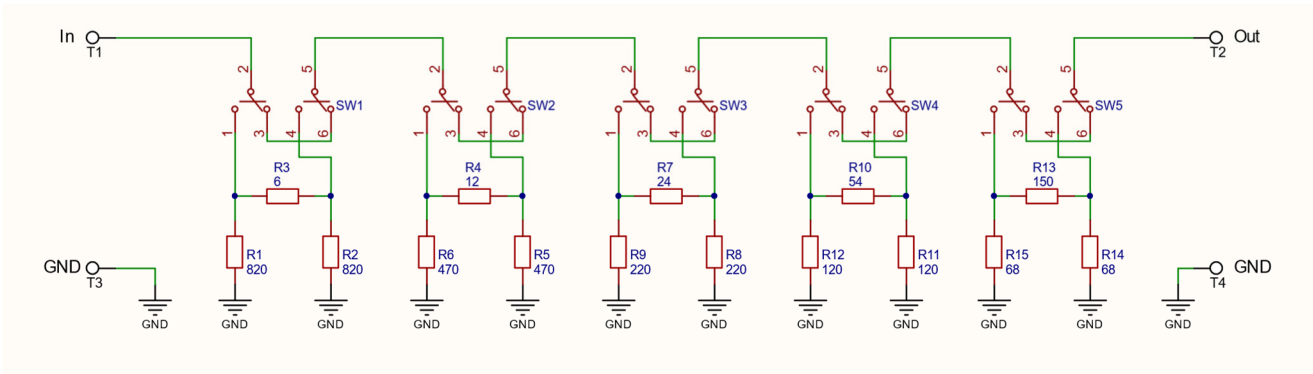 In
T1
2
5
1
3
4
6
SW1
2
5
1
3
4
6
SW2
2
5
1
3
4
6
SW3
2
5
1
3
4
6
SW4
2
5
1
3
4
6
SW5
Out
T2
R3
6
R4
12
R7
24
R10
54
R13
150
GND
T3
R1
820
R2
820
R6
470
R5
470
R9
220
R8
220
R12
120
R11
120
R15
68
R14
68
GND
T4
GND
GND
GND
GND
GND
GND
GND
GND
GND
GND
GND
GND